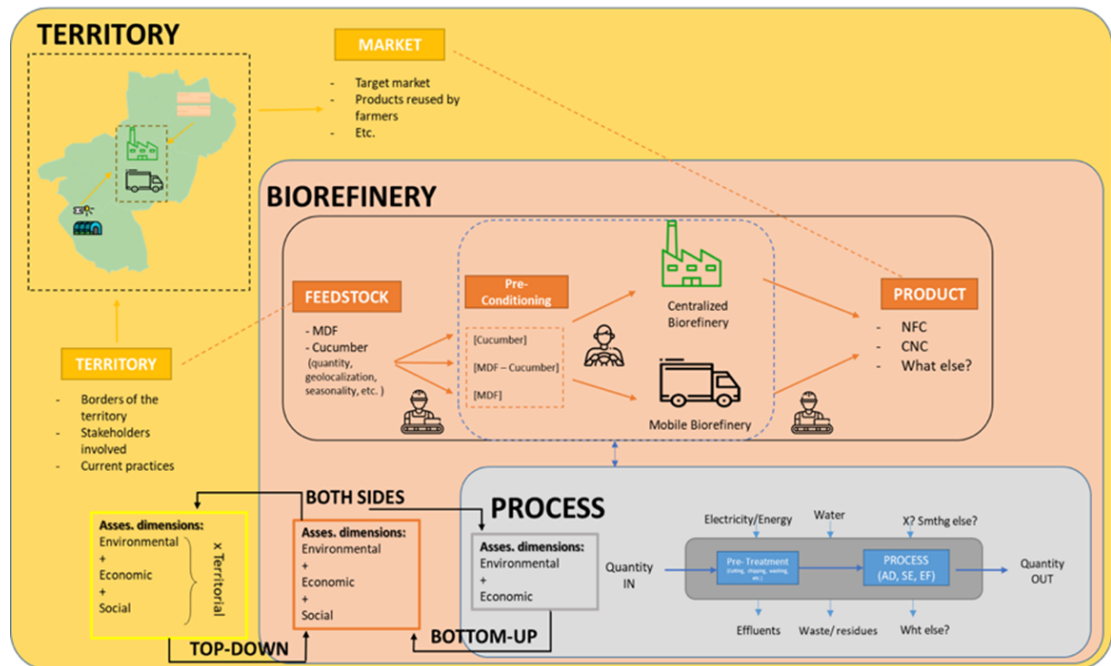 TERRITORY
MARKET
- Target market
- Products reused by
farmers
- Etc.
BIOREFINERY
FEEDSTOCK
- MDF
- Cucumber
(quantity,
geolocalization,
seasonality, etc. )
Pre-
Conditioning
[Cucumber]
[MDF – Cucumber]
[MDF]
Centralized
Biorefinery
Mobile Biorefinery
PRODUCT
- NFC
- CNC
- What else?
TERRITORY
- Borders of the
territory
- Stakeholders
involved
- Current practices
BOTH SIDES
Asses. dimensions:
Environmental
+
Economic
+
Social
x Territorial
TOP-DOWN
Asses. dimensions:
Environmental
+
Economic
+
Social
BOTTOM-UP
PROCESS
Asses. dimensions:
Environmental
+
Economic
Quantity
IN
Electricity/Energy
Water
X? Smthg else?
Pre- Treatment
(Cutting, chipping, washing,
etc.)
PROCESS
(AD, SE, EF)
Quantity
OUT
Effluents
Waste/ residues
Wht else?